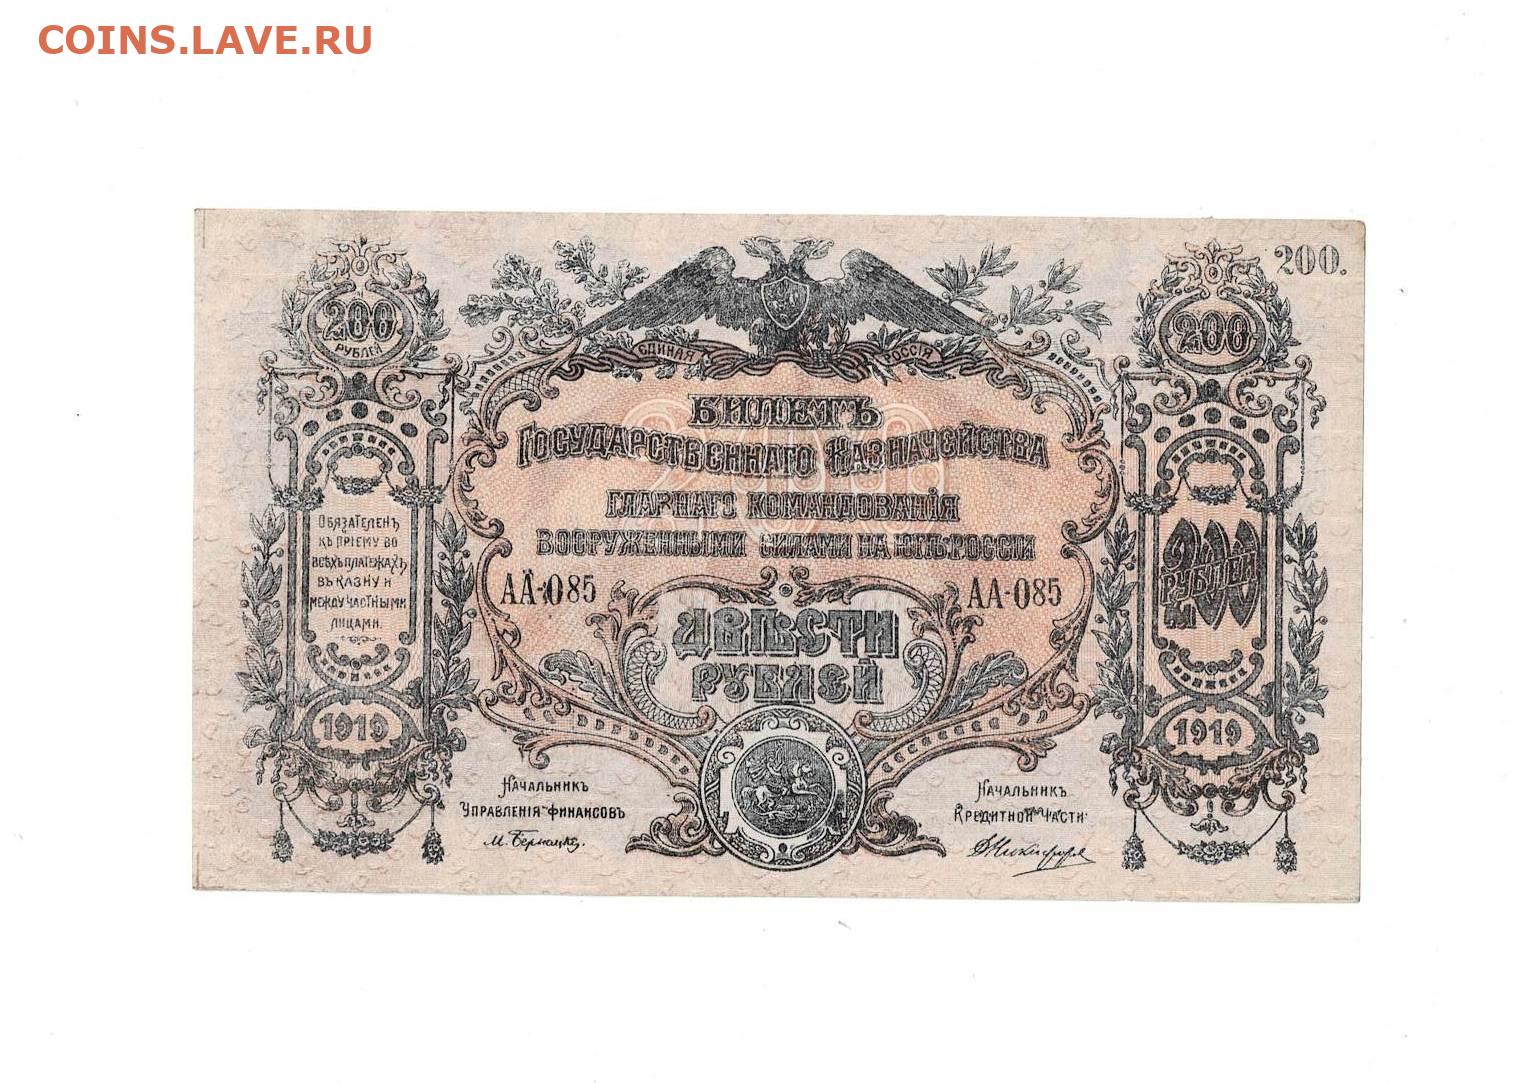 COINS.LAVE.RU
200.
200
РУБЛЕЙ
200
ЕДИНАЯ РОССІЯ
БИЛЕТЪ
ГОСУДАРСТВЕННАГО КАЗНАЧЕЙСТВА
ГЛАВНАГО КОМАНДОВАНІЯ
ВООРУЖЕННЫМИ СИЛАМИ НА ЮГѢ РОССІИ
200
АА-085
АА-085
ДВѢСТИ
РУБЛЕЙ
ОБЯЗАТЕЛЕНЪ
КЪ ПРІЕМУ ВО
ВСѢХЪ ПЛАТЕЖАХЪ
ВЪ КАЗНУ И
МЕЖДУ ЧАСТНЫМИ
ЛИЦАМИ.
200
РУБЛЕЙ
1919
1919
НАЧАЛЬНИКЪ
УПРАВЛЕНІЯ ФИНАНСОВЪ
М. Бернацкій.
НАЧАЛЬНИКЪ
КРЕДИТНОЙ ЧАСТИ: